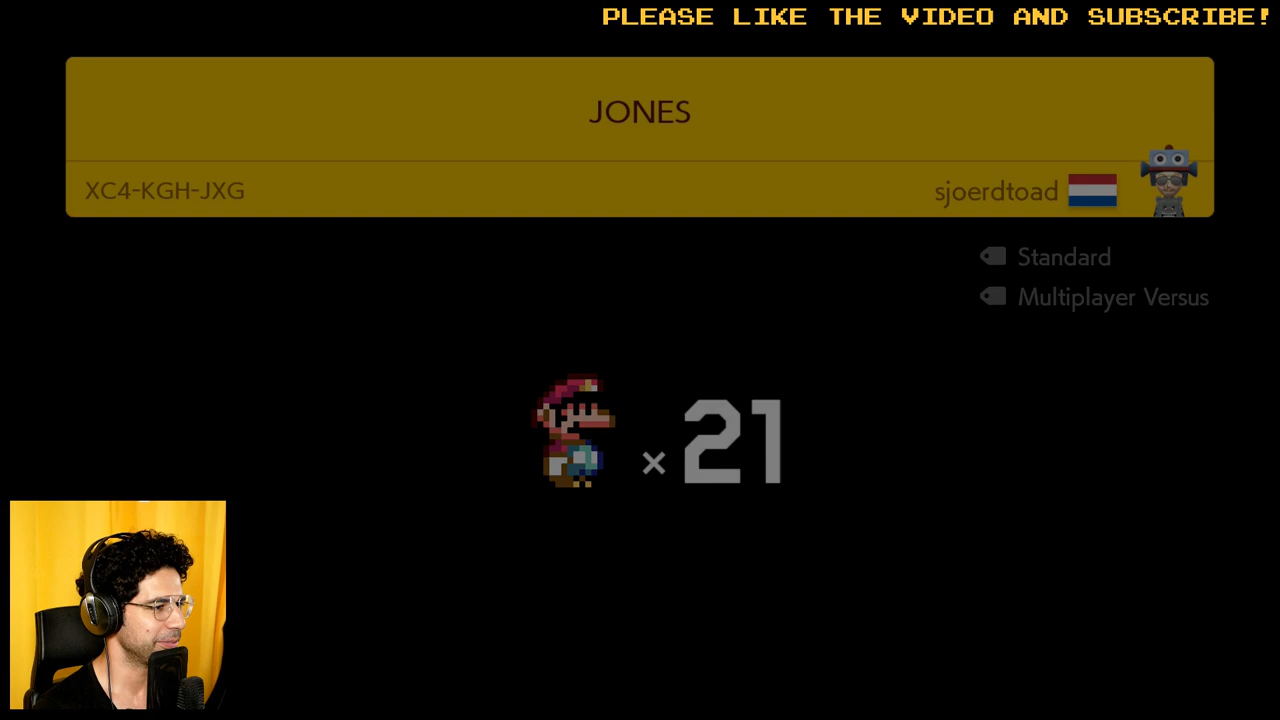 PLEASE LIKE THE VIDEO AND SUBSCRIBE!
JONES
XC4-KGH-JXG
sjoerdtoad
Standard
Multiplayer Versus
× 21